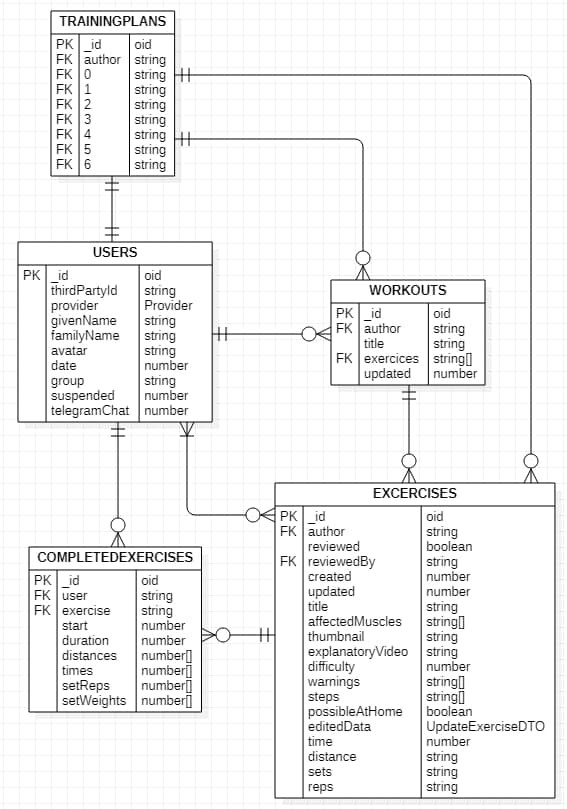 TRAININGPLANS
PK _id oid
FK author string
FK 0 string
FK 1 string
FK 2 string
FK 3 string
FK 4 string
FK 5 string
FK 6 string
USERS
PK _id oid
thirdPartyId string
provider Provider
givenName string
familyName string
avatar string
date number
group string
suspended number
telegramChat number
WORKOUTS
PK _id oid
FK author string
title string
FK exercices string[]
updated number
EXCERCISES
PK _id oid
FK author string
reviewed boolean
FK reviewedBy string
created number
updated number
title string
affectedMuscles string[]
thumbnail string
explanatoryVideo string
difficulty number
warnings string[]
steps string[]
possibleAtHome boolean
editedData UpdateExerciseDTO
time number
distance string
sets string
reps string
COMPLETEDEXERCISES
PK _id oid
FK user string
FK exercise string
start number
duration number
distances number[]
times number[]
setReps number[]
setWeights number[]